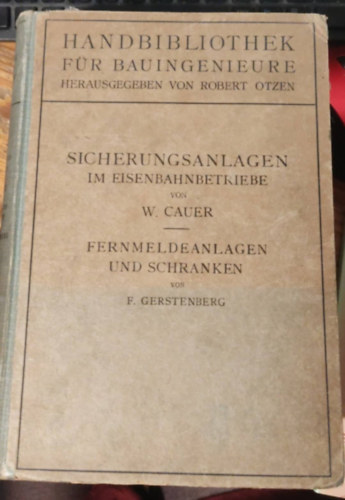 HANDBIBLIOTHEK
FÜR BAUINGENIEURE
HERAUSGEGEBEN VON ROBERT OTZEN
SICHERUNGSANLAGEN
IM EISENBAHNBETRIEBE
VON
W. CAUER
FERNMELDEANLAGEN
UND SCHRANKEN
VON
F. GERSTENBERG